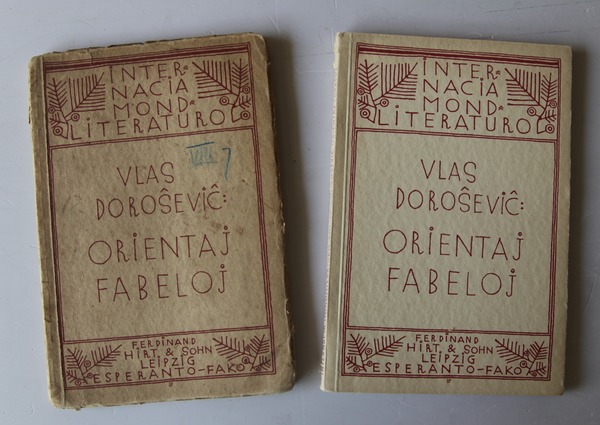 INTER=
NACIA
MOND=
LITERATURO
VLAS
DOROŜEVIĈ:
ORIENTAJ
FABELOJ
FERDINAND
HIRT & SOHN
LEIPZIG
ESPERANTO-FAKO
INTER=
NACIA
MOND=
LITERATURO
VLAS
DOROŜEVIĈ:
ORIENTAJ
FABELOJ
FERDINAND
HIRT & SOHN
LEIPZIG
ESPERANTO-FAKO